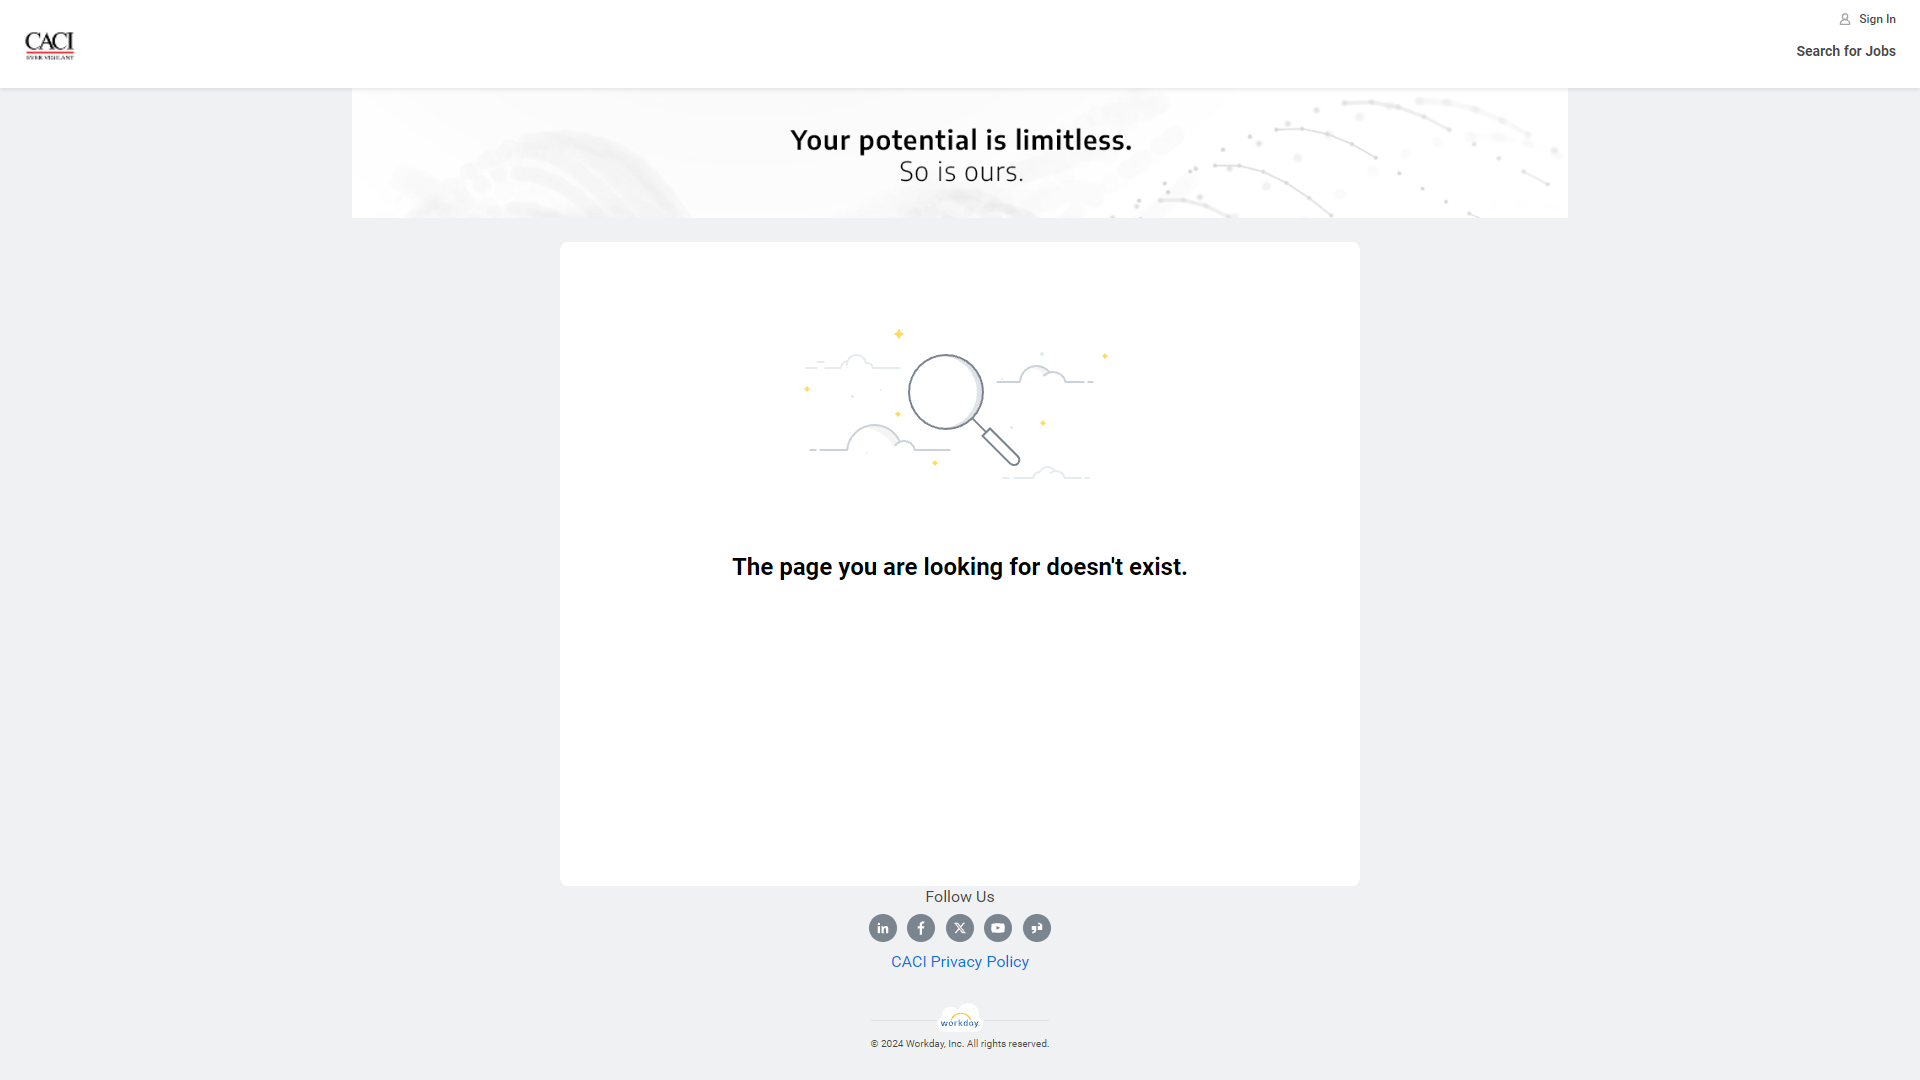 CACI
EVER VIGILANT
Sign In
Search for Jobs
Your potential is limitless.
So is ours.
The page you are looking for doesn't exist.
Follow Us
CACI Privacy Policy
workday.
© 2024 Workday, Inc. All rights reserved.